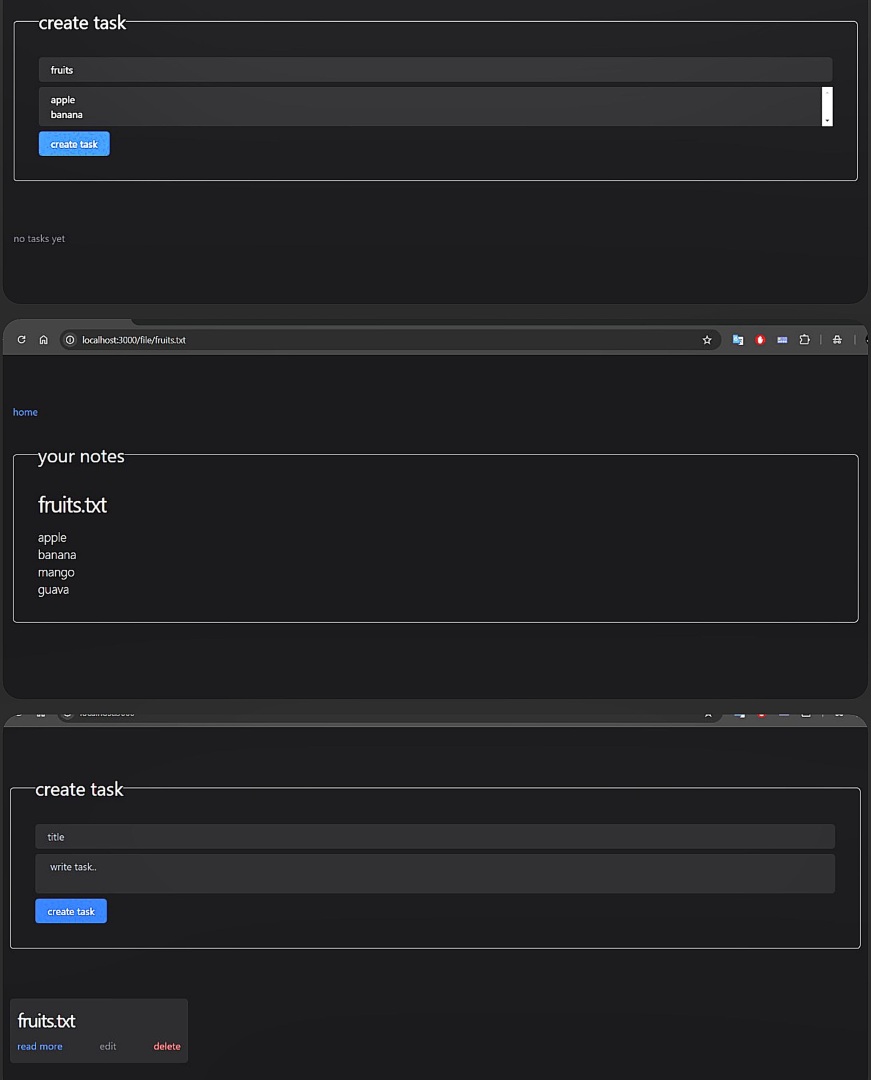 create task
fruits
apple
banana
create task
no tasks yet
localhost:3000/file/fruits.txt
home
your notes
fruits.txt
apple
banana
mango
guava
create task
title
write task..
create task
fruits.txt
read more edit delete